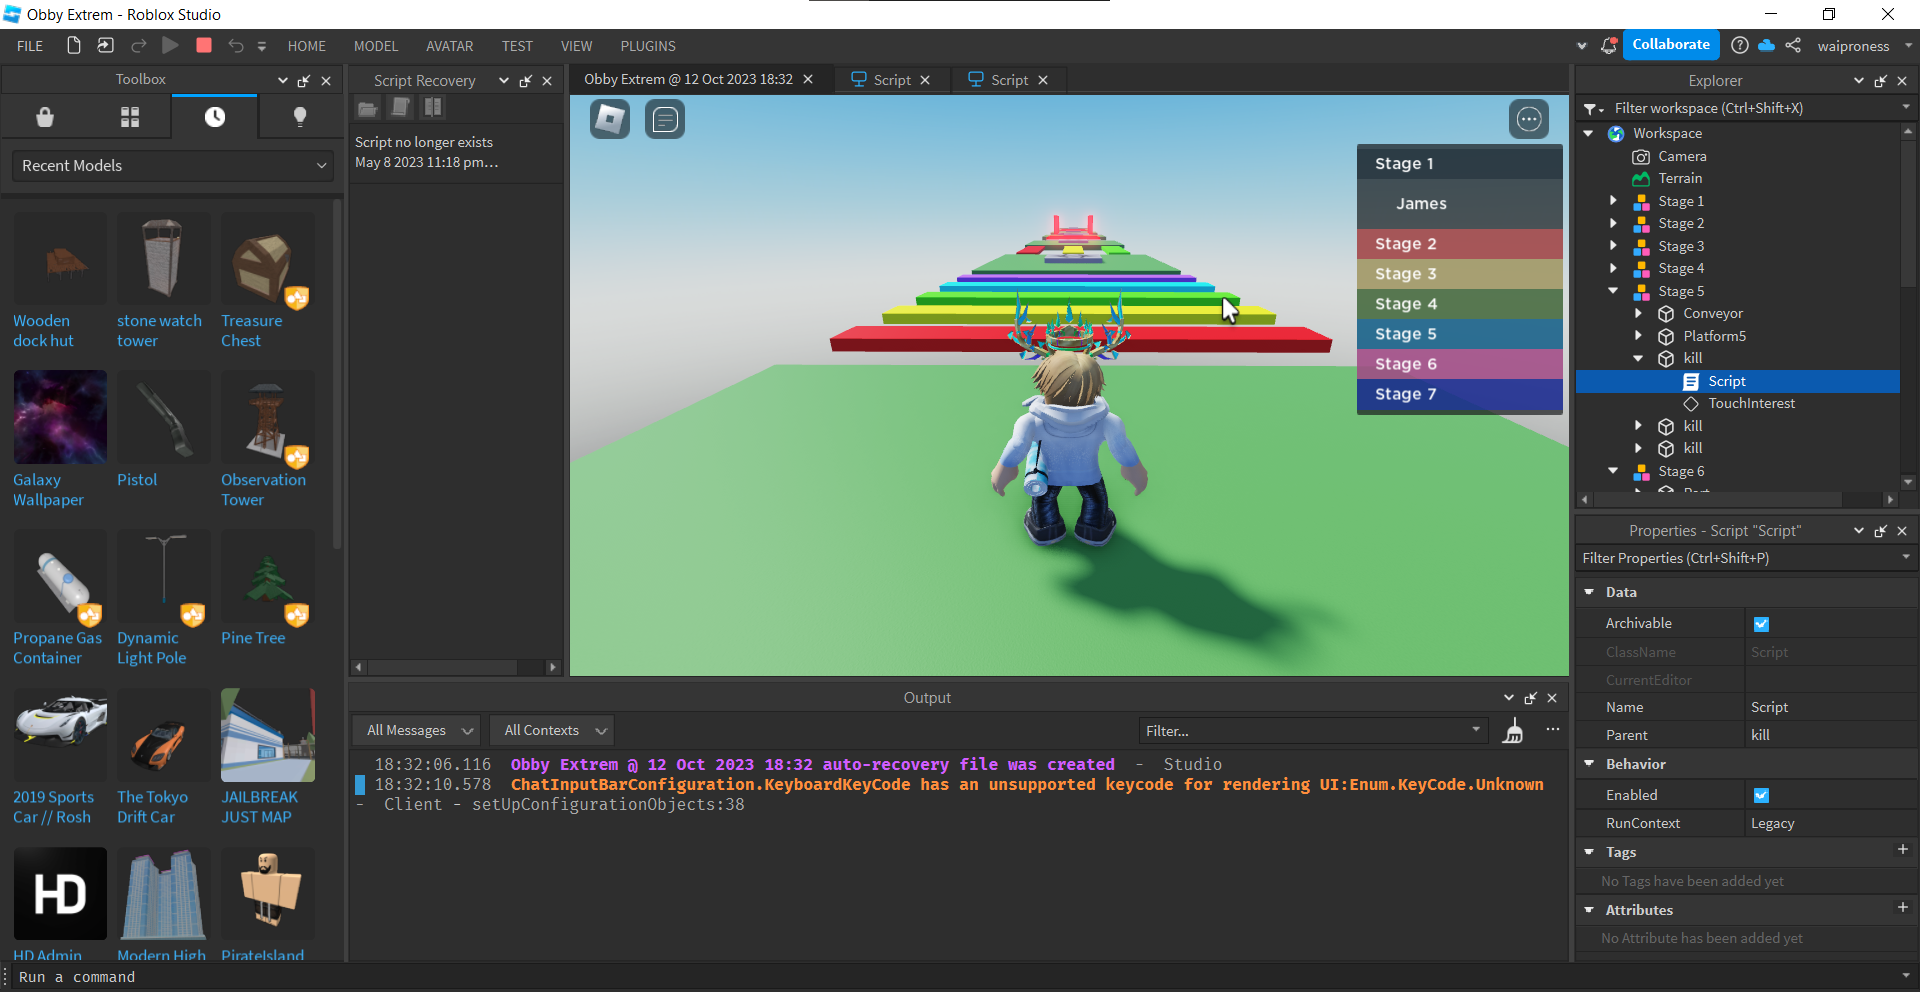 Obby Extrem - Roblox Studio
FILE HOME MODEL AVATAR TEST VIEW PLUGINS Collaborate waiproness
Toolbox
Recent Models
Wooden dock hut
stone watch tower
Treasure Chest
Galaxy Wallpaper
Pistol
Observation Tower
Propane Gas Container
Dynamic Light Pole
Pine Tree
2019 Sports Car // Rosh
The Tokyo Drift Car
JAILBREAK JUST MAP
HD
HD Admin
Modern High
PirateIsland
Script Recovery
Script no longer exists
May 8 2023 11:18 pm...
Obby Extrem @ 12 Oct 2023 18:32 Script Script
Stage 1
James
Stage 2
Stage 3
Stage 4
Stage 5
Stage 6
Stage 7
Output
All Messages All Contexts Filter...
18:32:06.116 Obby Extrem @ 12 Oct 2023 18:32 auto-recovery file was created - Studio
18:32:10.578 ChatInputBarConfiguration.KeyboardKeyCode has an unsupported keycode for rendering UI:Enum.KeyCode.Unknown
- Client - setUpConfigurationObjects:38
Explorer
Filter workspace (Ctrl+Shift+X)
Workspace
Camera
Terrain
Stage 1
Stage 2
Stage 3
Stage 4
Stage 5
Conveyor
Platform5
kill
Script
TouchInterest
kill
kill
Stage 6
Part
Properties - Script "Script"
Filter Properties (Ctrl+Shift+P)
Data
Archivable
ClassName Script
CurrentEditor
Name Script
Parent kill
Behavior
Enabled
RunContext Legacy
Tags
No Tags have been added yet
Attributes
No Attribute has been added yet
Run a command